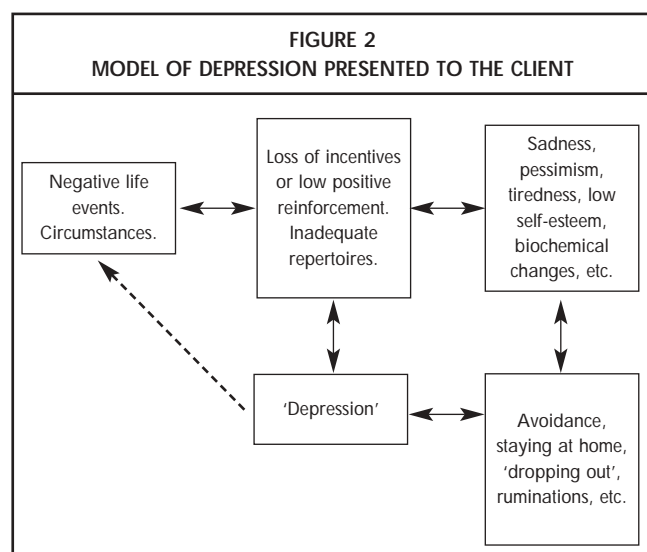 FIGURE 2
MODEL OF DEPRESSION PRESENTED TO THE CLIENT
Negative life
events.
Circumstances.
Loss of incentives
or low positive
reinforcement.
Inadequate
repertoires.
Sadness,
pessimism,
tiredness, low
self-esteem,
biochemical
changes, etc.
‘Depression’
Avoidance,
staying at home,
‘dropping out’,
ruminations, etc.